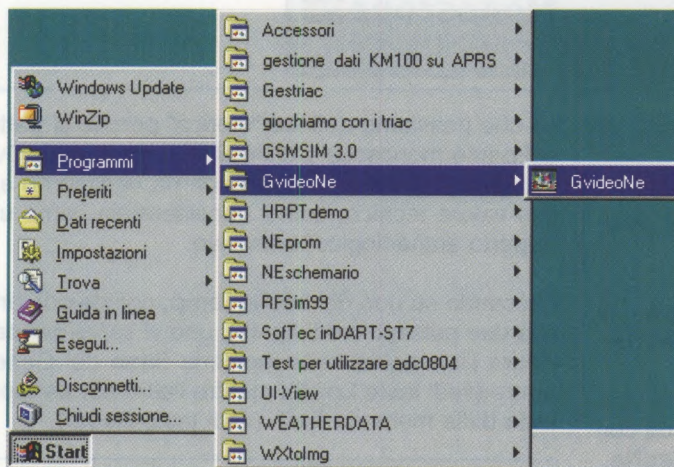 Windows Update
WinZip
Programmi
Preferiti
Dati recenti
Impostazioni
Trova
Guida in linea
Esegui...
Disconnetti...
Chiudi sessione...
Start
Accessori
gestione dati KM100 su APRS
Gestriac
giochiamo con i triac
GSMSIM 3.0
GvideoNe
HRPTdemo
NEprom
NEschemario
RFSim99
SofTec inDART-ST7
Test per utilizzare adc0804
UI-View
WEATHERDATA
WXtoImg
GvideoNe